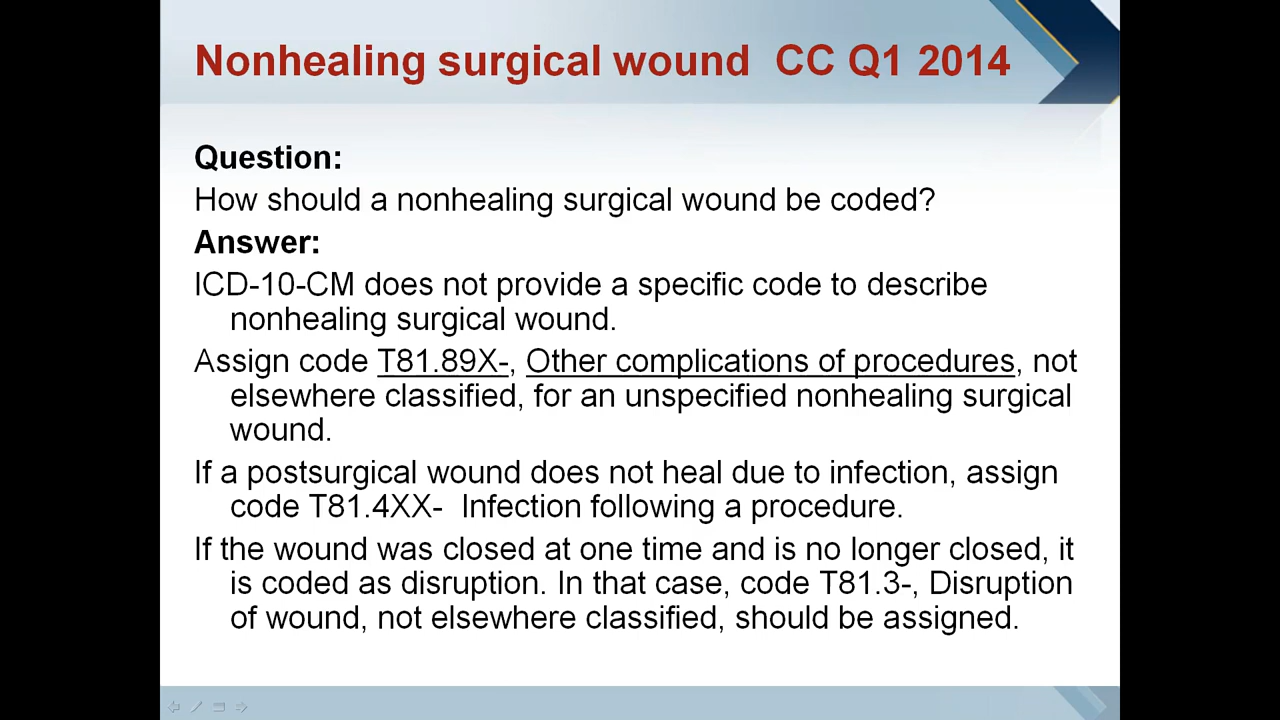 Nonhealing surgical wound CC Q1 2014
Question:
How should a nonhealing surgical wound be coded?
Answer:
ICD-10-CM does not provide a specific code to describe
nonhealing surgical wound.
Assign code T81.89X-, Other complications of procedures, not
elsewhere classified, for an unspecified nonhealing surgical
wound.
If a postsurgical wound does not heal due to infection, assign
code T81.4XX- Infection following a procedure.
If the wound was closed at one time and is no longer closed, it
is coded as disruption. In that case, code T81.3-, Disruption
of wound, not elsewhere classified, should be assigned.